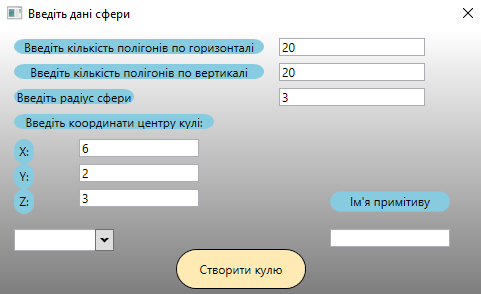 Введіть дані сфери
Введіть кількість полігонів по горизонталі
20
Введіть кількість полігонів по вертикалі
20
Введіть радіус сфери
3
Введіть координати центру кулі:
X:
6
Y:
2
Z:
3
Ім'я примітиву
Створити кулю